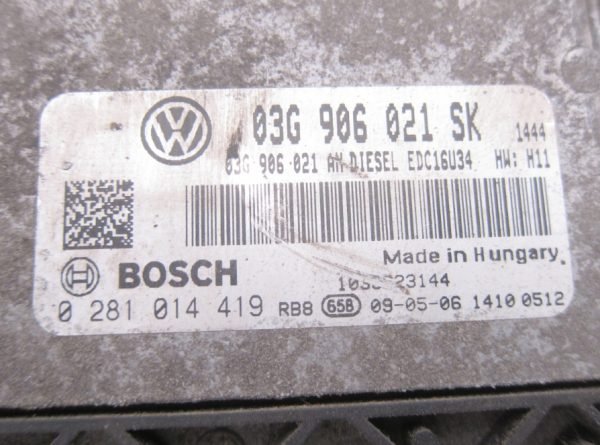 03G 906 021 SK 1444
03G 906 021 AN DIESEL EDC16U34 HW: H11
Made in Hungary
BOSCH
0 281 014 419 RB8 65B 09-05-06 1410 0512